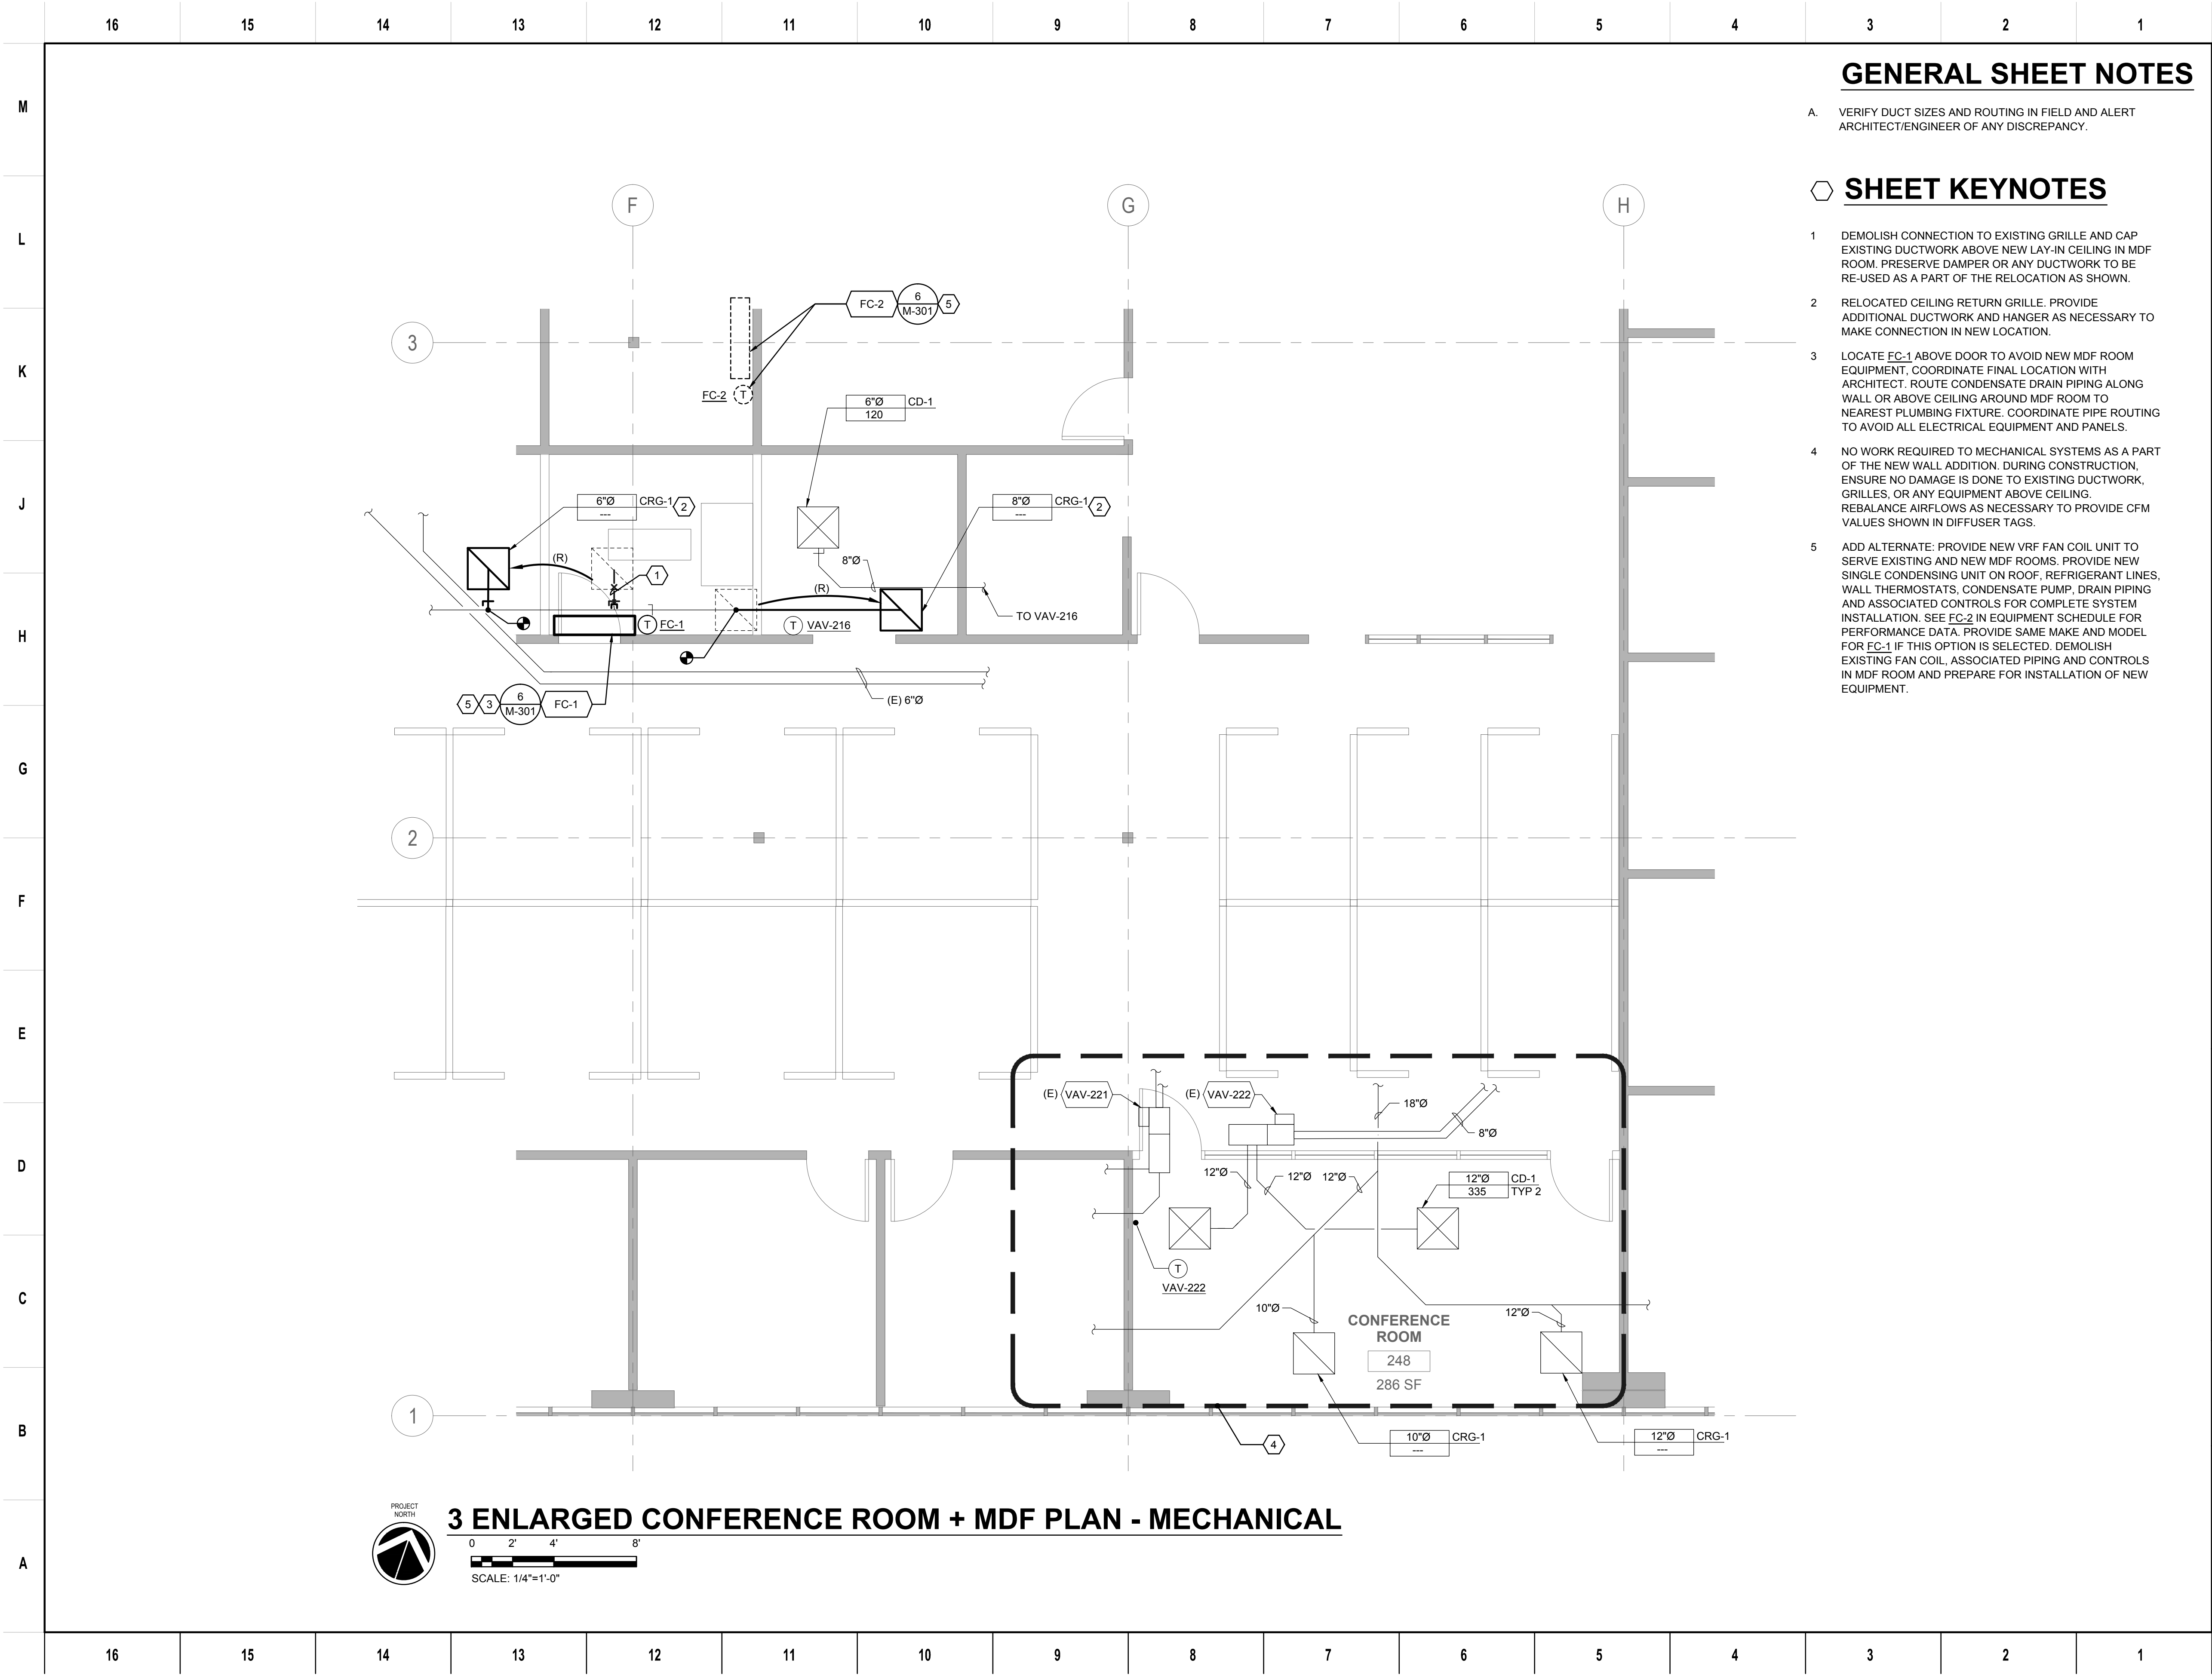 16 15 14 13 12 11 10 9 8 7 6 5 4 3 2 1
M
L
K
J
H
G
F
E
D
C
B
A
GENERAL SHEET NOTES
A. VERIFY DUCT SIZES AND ROUTING IN FIELD AND ALERT
ARCHITECT/ENGINEER OF ANY DISCREPANCY.
SHEET KEYNOTES
1 DEMOLISH CONNECTION TO EXISTING GRILLE AND CAP
EXISTING DUCTWORK ABOVE NEW LAY-IN CEILING IN MDF
ROOM. PRESERVE DAMPER OR ANY DUCTWORK TO BE
RE-USED AS A PART OF THE RELOCATION AS SHOWN.
2 RELOCATED CEILING RETURN GRILLE. PROVIDE
ADDITIONAL DUCTWORK AND HANGER AS NECESSARY TO
MAKE CONNECTION IN NEW LOCATION.
3 LOCATE FC-1 ABOVE DOOR TO AVOID NEW MDF ROOM
EQUIPMENT, COORDINATE FINAL LOCATION WITH
ARCHITECT. ROUTE CONDENSATE DRAIN PIPING ALONG
WALL OR ABOVE CEILING AROUND MDF ROOM TO
NEAREST PLUMBING FIXTURE. COORDINATE PIPE ROUTING
TO AVOID ALL ELECTRICAL EQUIPMENT AND PANELS.
4 NO WORK REQUIRED TO MECHANICAL SYSTEMS AS A PART
OF THE NEW WALL ADDITION. DURING CONSTRUCTION,
ENSURE NO DAMAGE IS DONE TO EXISTING DUCTWORK,
GRILLES, OR ANY EQUIPMENT ABOVE CEILING.
REBALANCE AIRFLOWS AS NECESSARY TO PROVIDE CFM
VALUES SHOWN IN DIFFUSER TAGS.
5 ADD ALTERNATE: PROVIDE NEW VRF FAN COIL UNIT TO
SERVE EXISTING AND NEW MDF ROOMS. PROVIDE NEW
SINGLE CONDENSING UNIT ON ROOF, REFRIGERANT LINES,
WALL THERMOSTATS, CONDENSATE PUMP, DRAIN PIPING
AND ASSOCIATED CONTROLS FOR COMPLETE SYSTEM
INSTALLATION. SEE FC-2 IN EQUIPMENT SCHEDULE FOR
PERFORMANCE DATA. PROVIDE SAME MAKE AND MODEL
FOR FC-1 IF THIS OPTION IS SELECTED. DEMOLISH
EXISTING FAN COIL, ASSOCIATED PIPING AND CONTROLS
IN MDF ROOM AND PREPARE FOR INSTALLATION OF NEW
EQUIPMENT.
F G H
FC-2 6 5
M-301
3
FC-2 T
6"Ø CD-1
120
6"Ø CRG-1 2
---
8"Ø CRG-1 2
---
(R)
8"Ø
1
(R)
TO VAV-216
T FC-1
T VAV-216
5 3 6 FC-1
M-301
(E) 6"Ø
2
(E) VAV-221
(E) VAV-222
18"Ø
8"Ø
12"Ø 12"Ø 12"Ø
12"Ø CD-1
335 TYP 2
T
VAV-222
10"Ø
12"Ø
CONFERENCE
ROOM
248
286 SF
1
4
10"Ø CRG-1
---
12"Ø CRG-1
---
PROJECT
NORTH
3 ENLARGED CONFERENCE ROOM + MDF PLAN - MECHANICAL
0 2' 4' 8'
SCALE: 1/4"=1'-0"
16 15 14 13 12 11 10 9 8 7 6 5 4 3 2 1